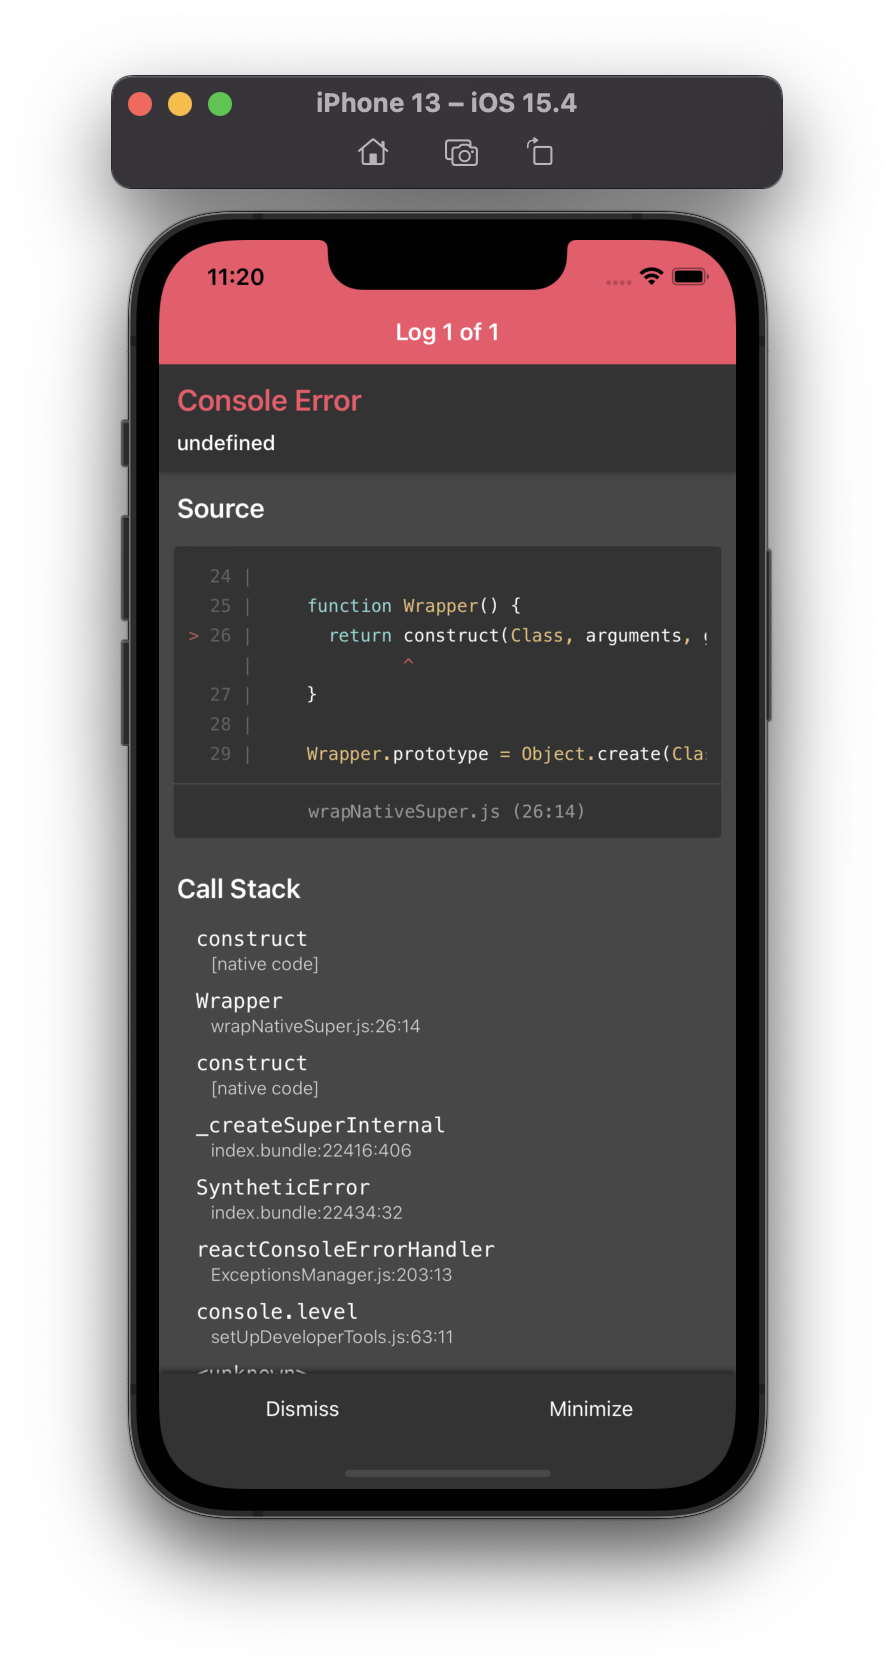 iPhone 13 – iOS 15.4
11:20
Log 1 of 1
Console Error
undefined
Source
24 |
25 |     function Wrapper() {
> 26 |       return construct(Class, arguments,
|              ^
27 |     }
28 |
29 |     Wrapper.prototype = Object.create(Cla
wrapNativeSuper.js (26:14)
Call Stack
construct
[native code]
Wrapper
wrapNativeSuper.js:26:14
construct
[native code]
_createSuperInternal
index.bundle:22416:406
SyntheticError
index.bundle:22434:32
reactConsoleErrorHandler
ExceptionsManager.js:203:13
console.level
setUpDeveloperTools.js:63:11
<unknown>
Dismiss
Minimize